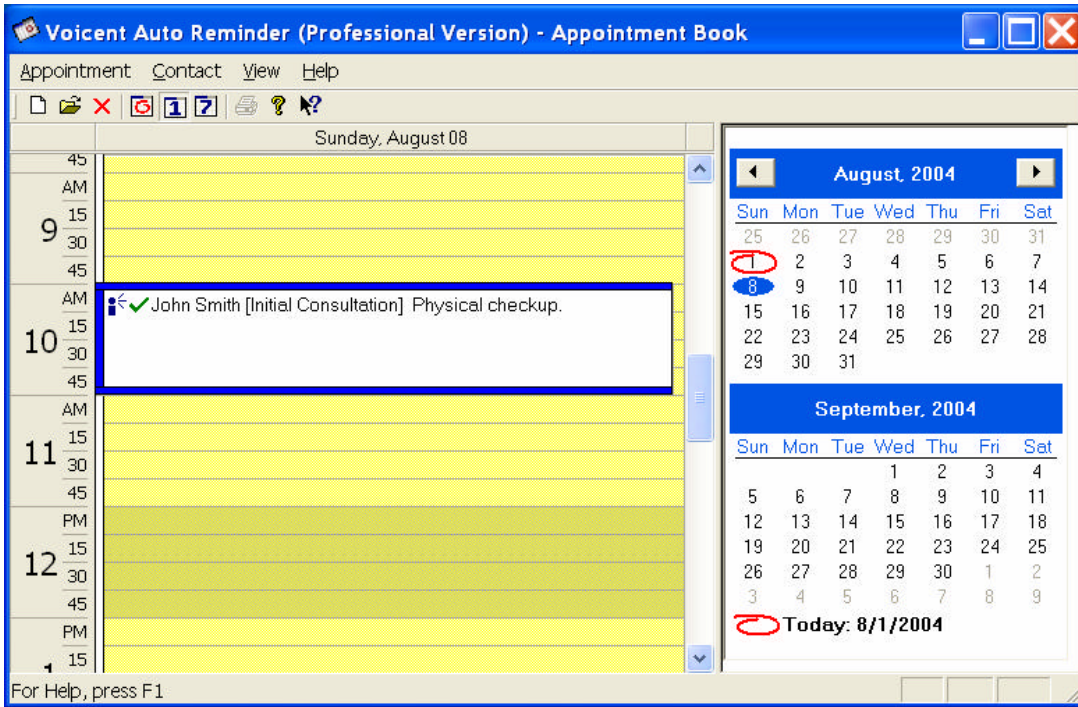 Voicent Auto Reminder (Professional Version) - Appointment Book
Appointment Contact View Help
6 1 7 ? ?
Sunday, August 08
45
AM
9 15
30
45
AM
10 15
30
45
AM
11 15
30
45
PM
12 15
30
45
PM
15
John Smith [Initial Consultation] Physical checkup.
August, 2004
Sun Mon Tue Wed Thu Fri Sat
25 26 27 28 29 30 31
1 2 3 4 5 6 7
8 9 10 11 12 13 14
15 16 17 18 19 20 21
22 23 24 25 26 27 28
29 30 31
September, 2004
Sun Mon Tue Wed Thu Fri Sat
1 2 3 4
5 6 7 8 9 10 11
12 13 14 15 16 17 18
19 20 21 22 23 24 25
26 27 28 29 30 1 2
3 4 5 6 7 8 9
Today: 8/1/2004
For Help, press F1